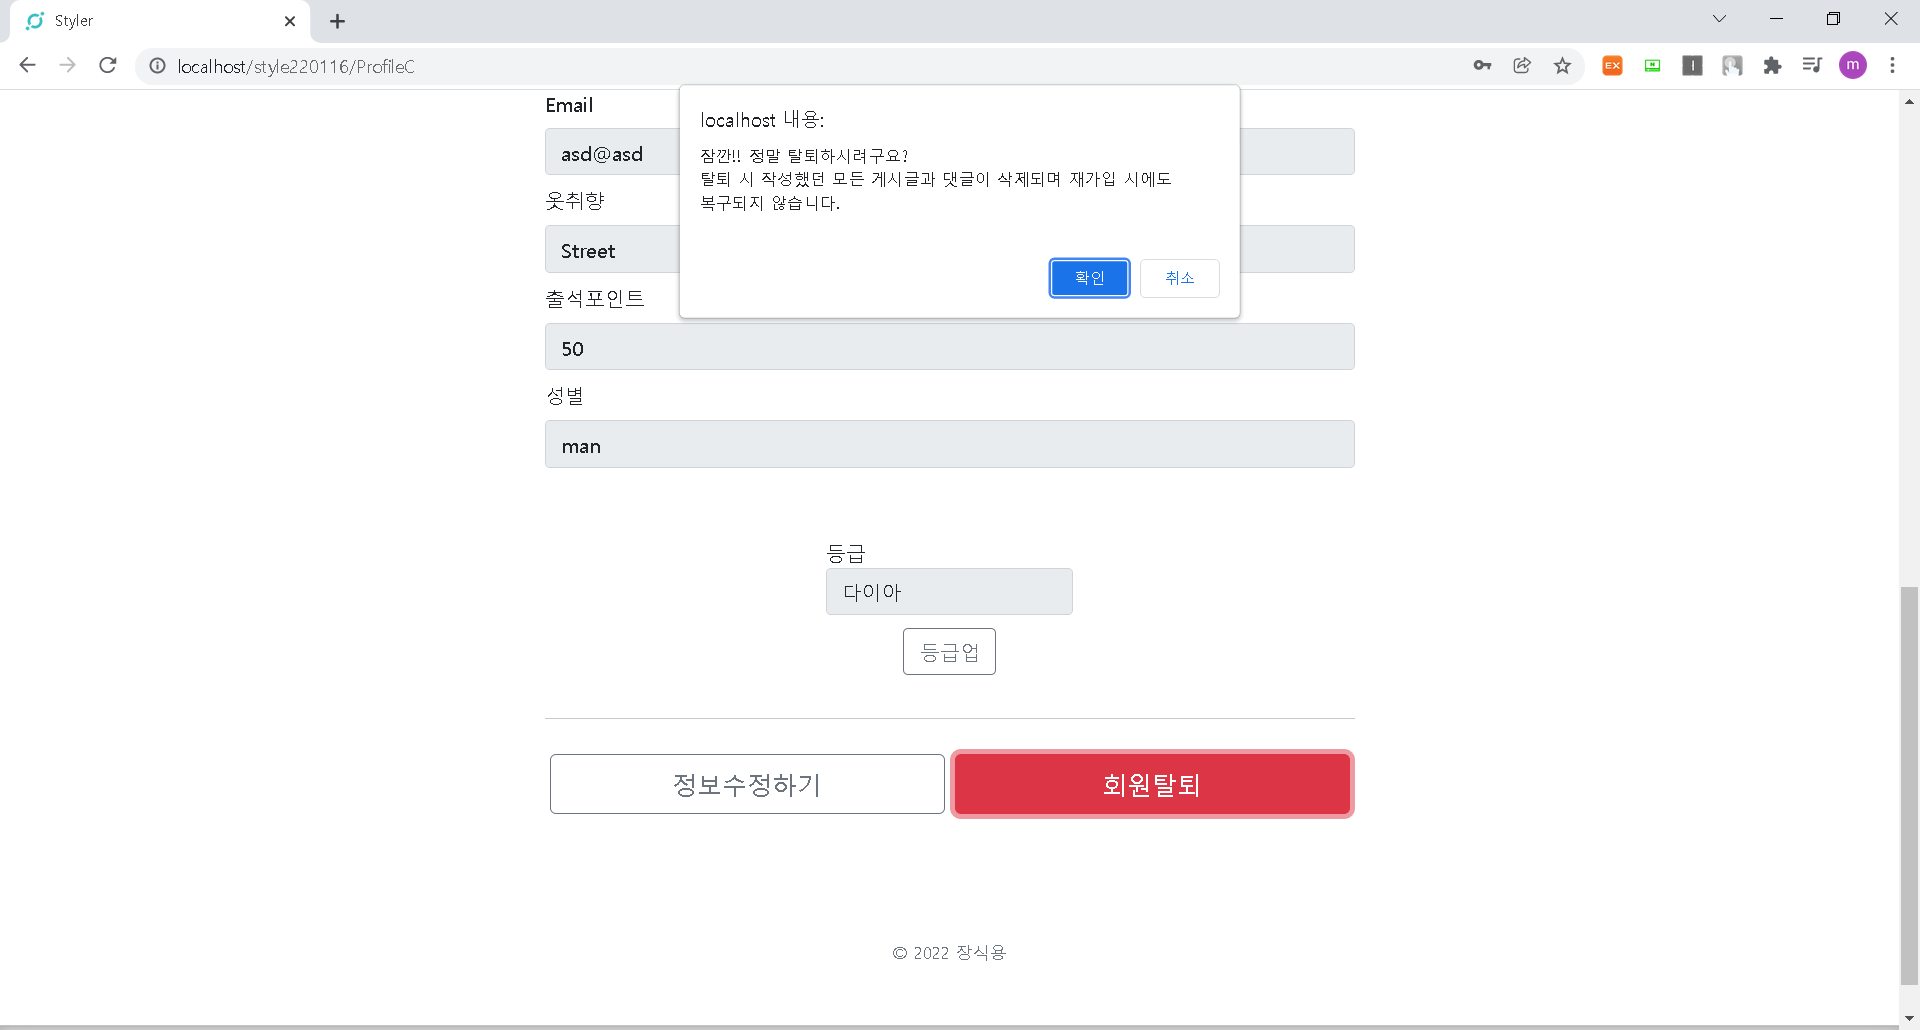 Styler
localhost/style220116/ProfileC
EX
m
Email
asd@asd
옷취향
Street
출석포인트
50
성별
man
localhost 내용:
잠깐!! 정말 탈퇴하시려구요?
탈퇴 시 작성했던 모든 게시글과 댓글이 삭제되며 재가입 시에도
복구되지 않습니다.
확인 취소
등급
다이아
등급업
정보수정하기 회원탈퇴
© 2022 장식용